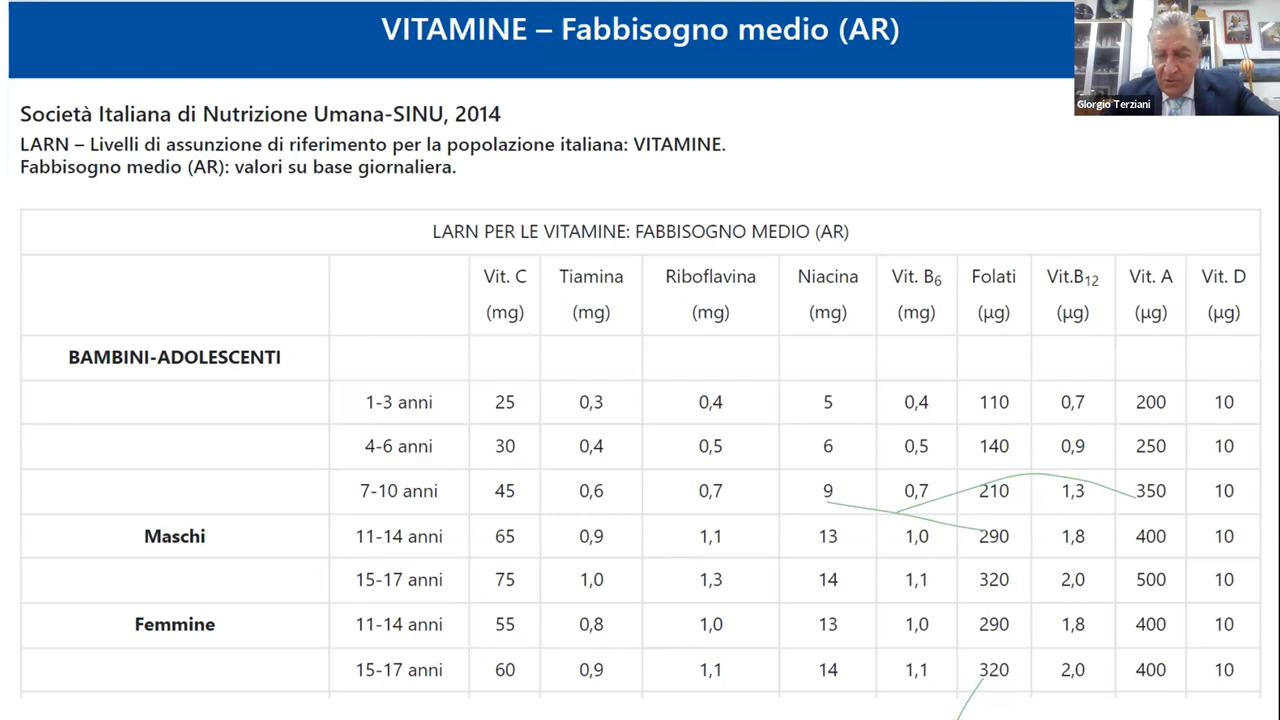 VITAMINE – Fabbisogno medio (AR)
GIorgio Terziani
Società Italiana di Nutrizione Umana-SINU, 2014
LARN – Livelli di assunzione di riferimento per la popolazione italiana: VITAMINE.
Fabbisogno medio (AR): valori su base giornaliera.
LARN PER LE VITAMINE: FABBISOGNO MEDIO (AR)
Vit. C Tiamina Riboflavina Niacina Vit. B6 Folati Vit.B12 Vit. A Vit. D
(mg) (mg) (mg) (mg) (mg) (µg) (µg) (µg) (µg)
BAMBINI-ADOLESCENTI
1-3 anni 25 0,3 0,4 5 0,4 110 0,7 200 10
4-6 anni 30 0,4 0,5 6 0,5 140 0,9 250 10
7-10 anni 45 0,6 0,7 9 0,7 210 1,3 350 10
Maschi 11-14 anni 65 0,9 1,1 13 1,0 290 1,8 400 10
15-17 anni 75 1,0 1,3 14 1,1 320 2,0 500 10
Femmine 11-14 anni 55 0,8 1,0 13 1,0 290 1,8 400 10
15-17 anni 60 0,9 1,1 14 1,1 320 2,0 400 10